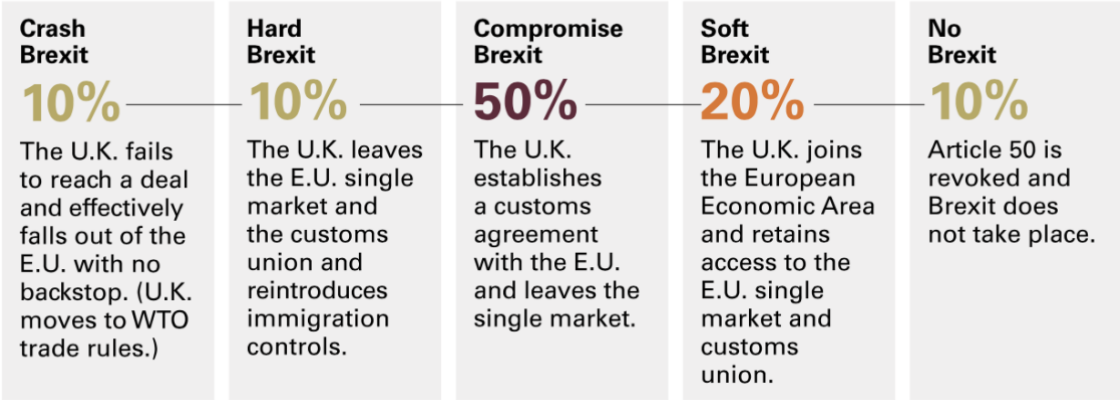 Crash
Brexit
10%
The U.K. fails
to reach a deal
and effectively
falls out of the
E.U. with no
backstop. (U.K.
moves to WTO
trade rules.)
Hard
Brexit
10%
The U.K. leaves
the E.U. single
market and
the customs
union and
reintroduces
immigration
controls.
Compromise
Brexit
50%
The U.K.
establishes
a customs
agreement
with the E.U.
and leaves the
single market.
Soft
Brexit
20%
The U.K. joins
the European
Economic Area
and retains
access to the
E.U. single
market and
customs
union.
No
Brexit
10%
Article 50 is
revoked and
Brexit does
not take place.